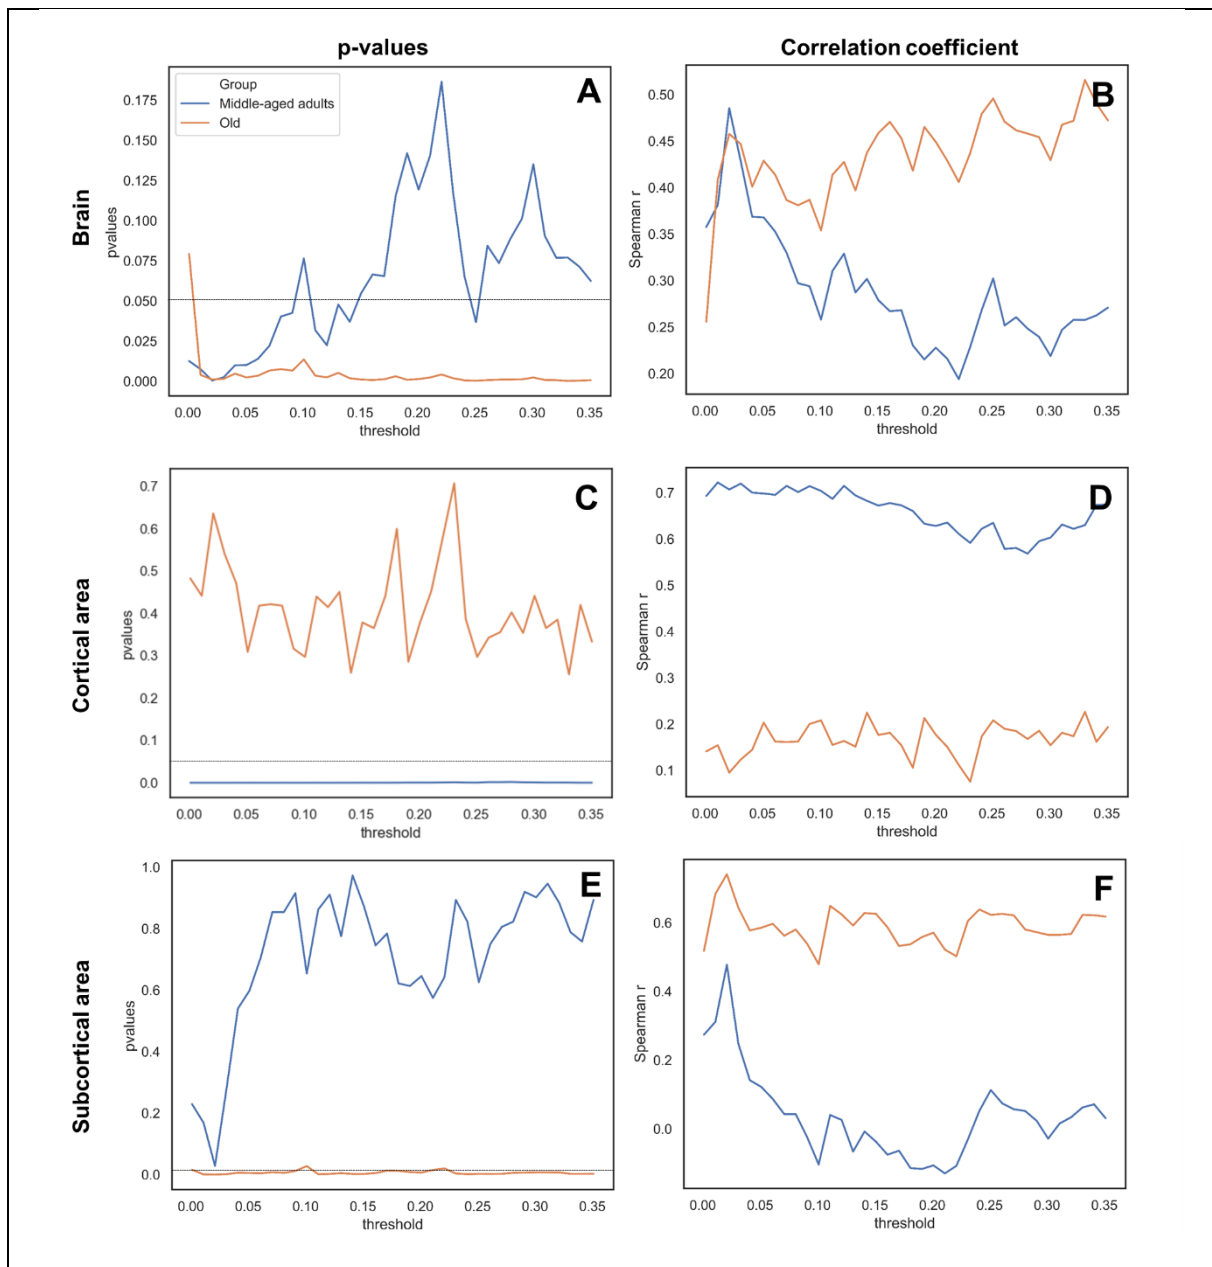 p-values
Correlation coefficient
Brain
A
Group
Middle-aged adults
Old
0.175
0.150
0.125
0.100
0.075
0.050
0.025
0.000
pvalues
0.00 0.05 0.10 0.15 0.20 0.25 0.30 0.35
threshold
B
0.50
0.45
0.40
0.35
0.30
0.25
0.20
Spearman r
0.00 0.05 0.10 0.15 0.20 0.25 0.30 0.35
threshold
Cortical area
C
0.7
0.6
0.5
0.4
0.3
0.2
0.1
0.0
pvalues
0.00 0.05 0.10 0.15 0.20 0.25 0.30 0.35
threshold
D
0.7
0.6
0.5
0.4
0.3
0.2
0.1
Spearman r
0.00 0.05 0.10 0.15 0.20 0.25 0.30 0.35
threshold
Subcortical area
E
1.0
0.8
0.6
0.4
0.2
0.0
pvalues
0.00 0.05 0.10 0.15 0.20 0.25 0.30 0.35
threshold
F
0.6
0.4
0.2
0.0
Spearman r
0.00 0.05 0.10 0.15 0.20 0.25 0.30 0.35
threshold